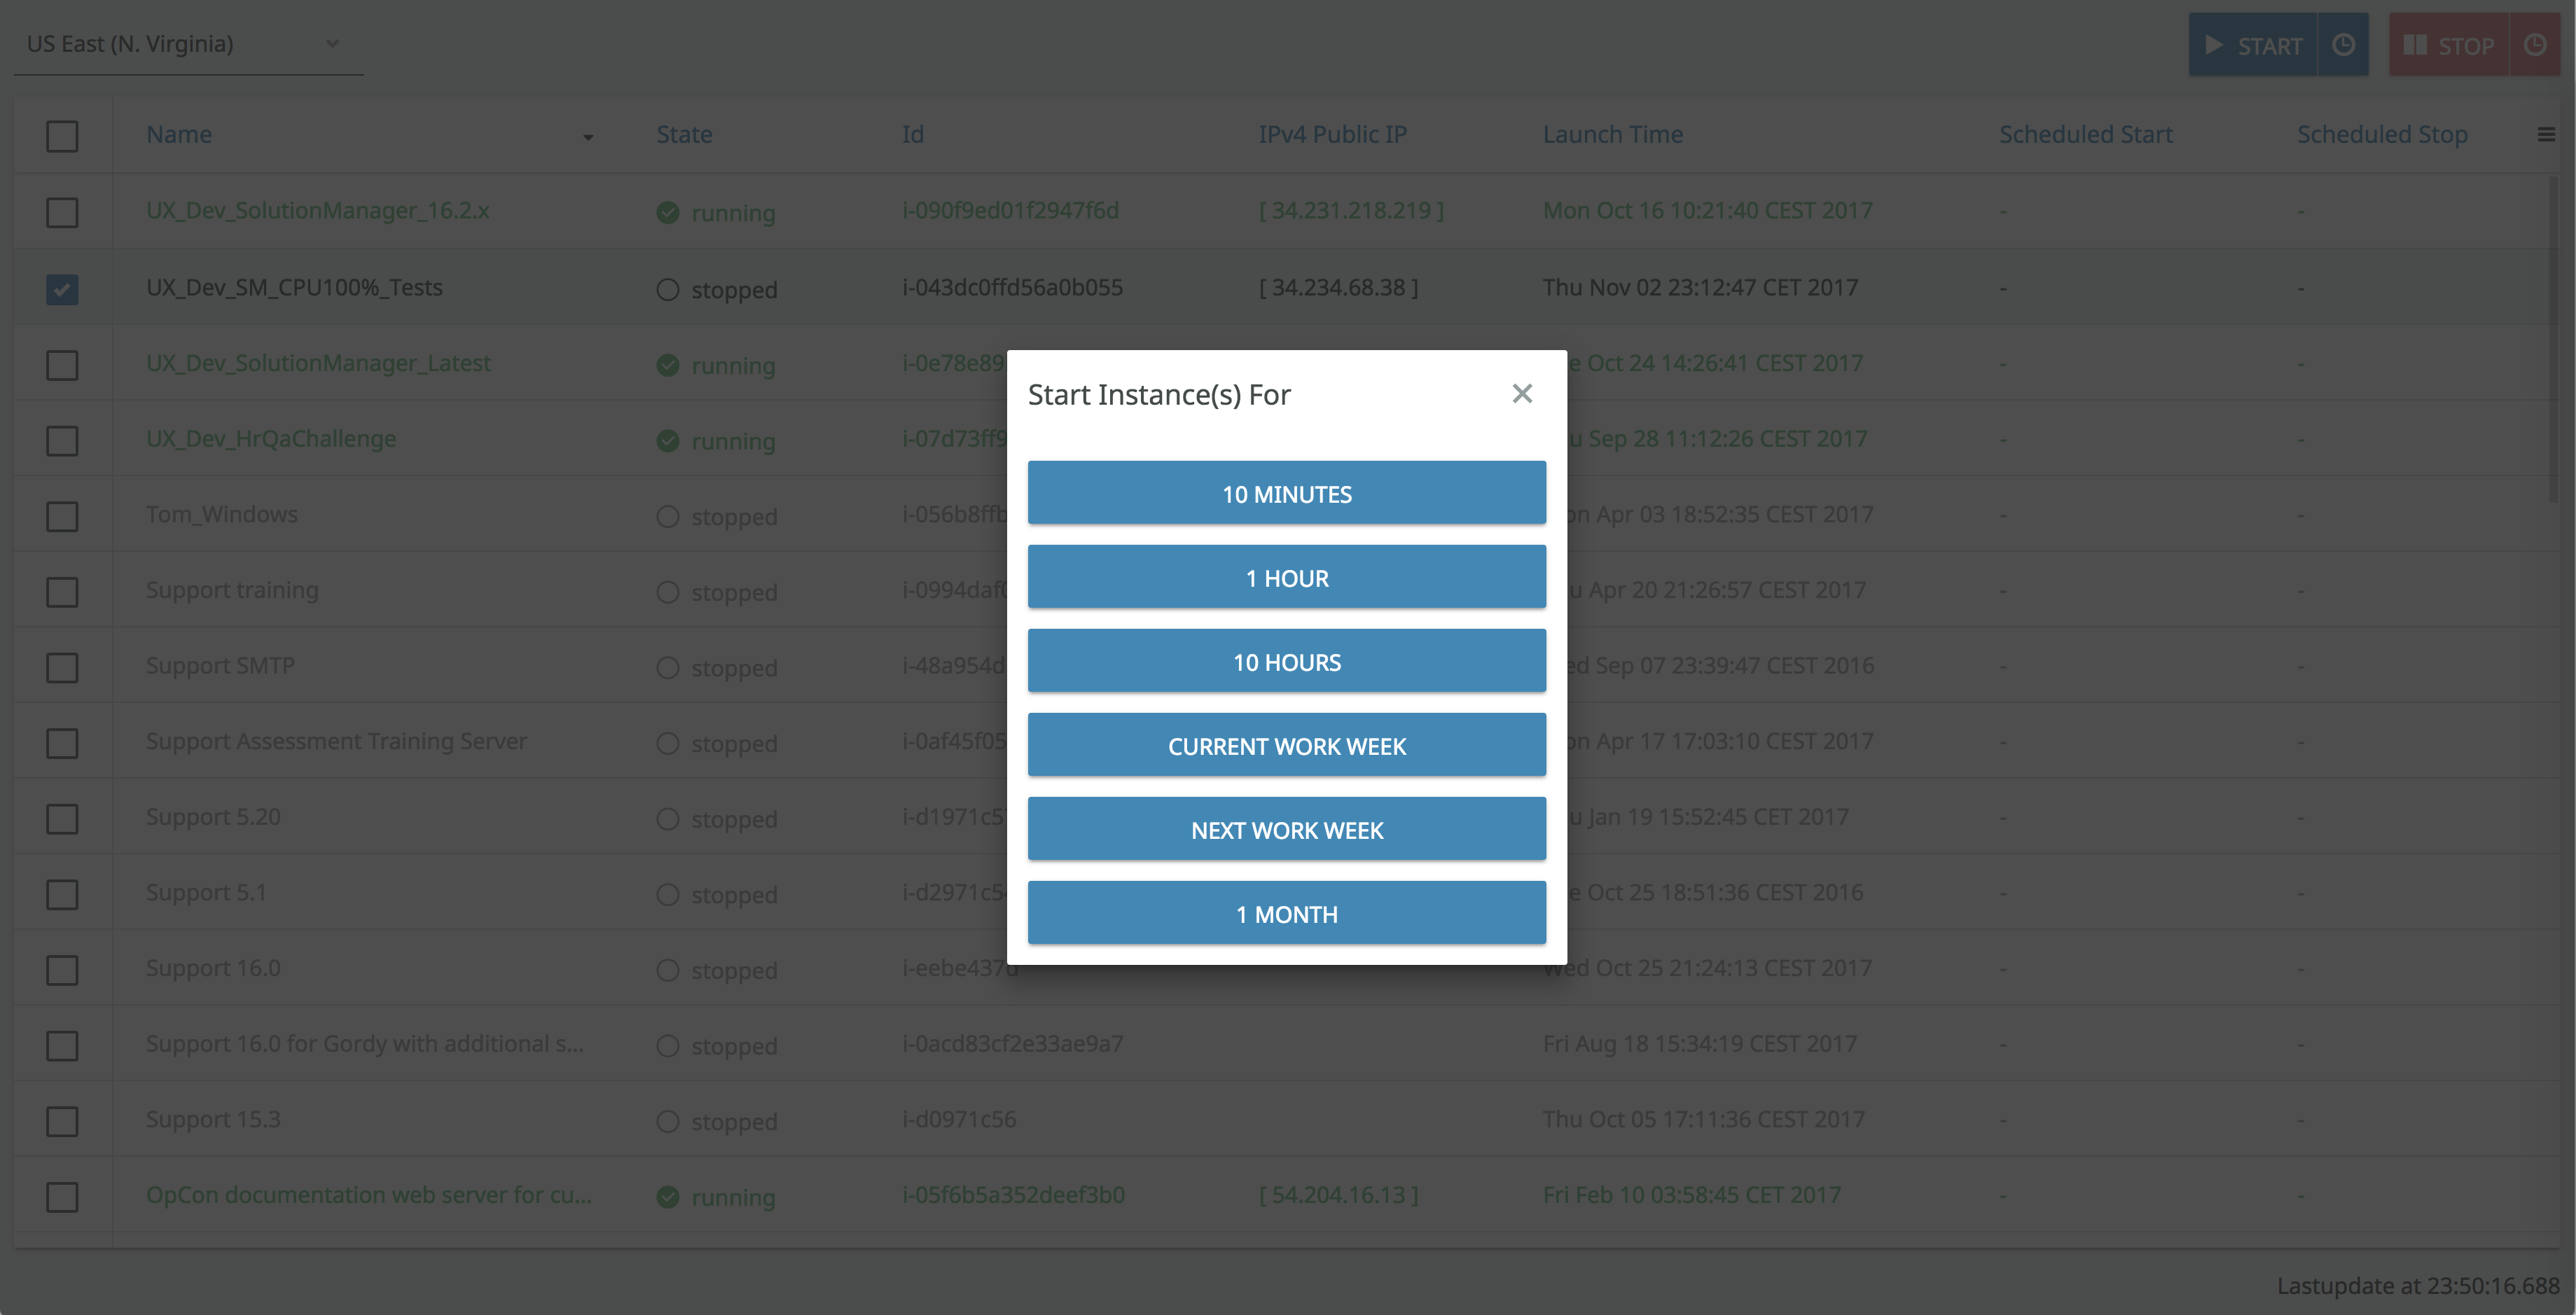 US East (N. Virginia)
START
STOP
Name State Id IPv4 Public IP Launch Time Scheduled Start Scheduled Stop
UX_Dev_SolutionManager_16.2.x running i-090f9ed01f2947f6d [ 34.231.218.219 ] Mon Oct 16 10:21:40 CEST 2017 - -
UX_Dev_SM_CPU100%_Tests stopped i-043dc0ffd56a0b055 [ 34.234.68.38 ] Thu Nov 02 23:12:47 CET 2017 - -
UX_Dev_SolutionManager_Latest running i-0e78e89 e Oct 24 14:26:41 CEST 2017 - -
UX_Dev_HrQaChallenge running i-07d73ff9 u Sep 28 11:12:26 CEST 2017 - -
Tom_Windows stopped i-056b8ffb on Apr 03 18:52:35 CEST 2017 - -
Support training stopped i-0994daf0 u Apr 20 21:26:57 CEST 2017 - -
Support SMTP stopped i-48a954d ed Sep 07 23:39:47 CEST 2016 - -
Support Assessment Training Server stopped i-0af45f05 on Apr 17 17:03:10 CEST 2017 - -
Support 5.20 stopped i-d1971c5 u Jan 19 15:52:45 CET 2017 - -
Support 5.1 stopped i-d2971c5 e Oct 25 18:51:36 CEST 2016 - -
Support 16.0 stopped i-eebe437d Wed Oct 25 21:24:13 CEST 2017 - -
Support 16.0 for Gordy with additional s... stopped i-0acd83cf2e33ae9a7 Fri Aug 18 15:34:19 CEST 2017 - -
Support 15.3 stopped i-d0971c56 Thu Oct 05 17:11:36 CEST 2017 - -
OpCon documentation web server for cu... running i-05f6b5a352deef3b0 [ 54.204.16.13 ] Fri Feb 10 03:58:45 CET 2017 - -
Start Instance(s) For
10 MINUTES
1 HOUR
10 HOURS
CURRENT WORK WEEK
NEXT WORK WEEK
1 MONTH
Lastupdate at 23:50:16.688